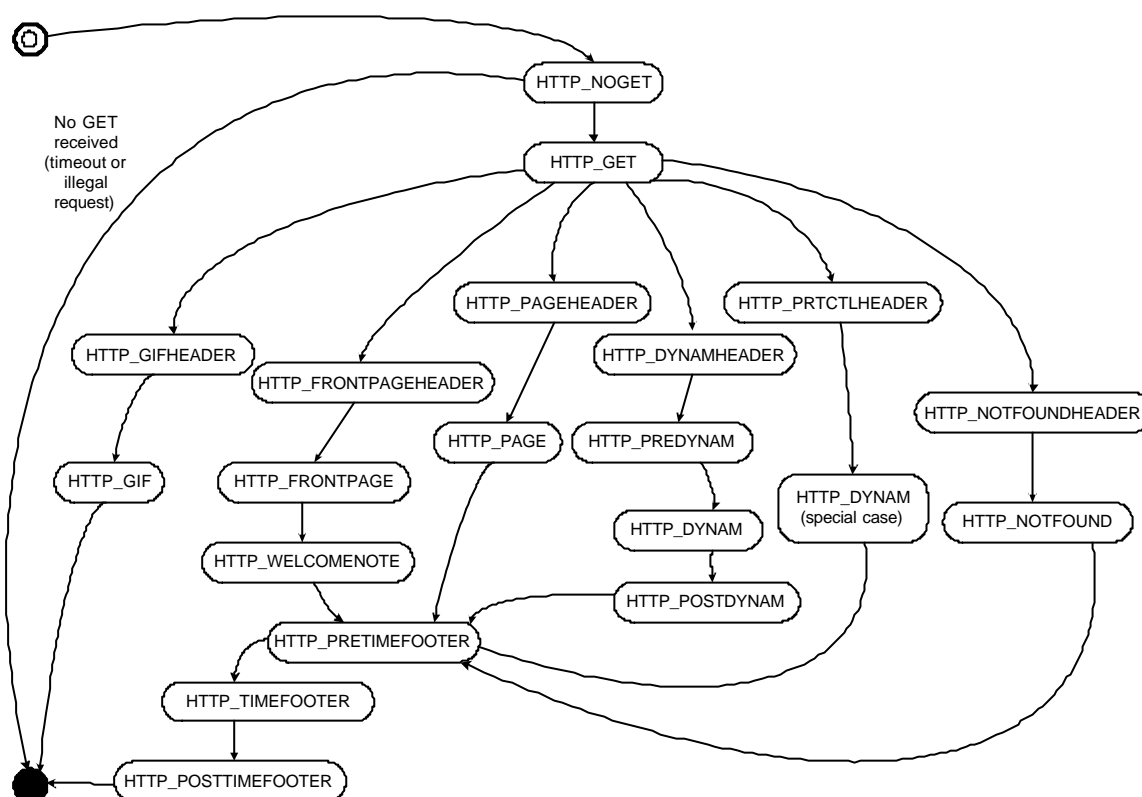 HTTP_NOGET
No GET
received
(timeout or
illegal
request)
HTTP_GET
HTTP_PAGEHEADER
HTTP_PRTCTLHEADER
HTTP_GIFHEADER
HTTP_DYNAMHEADER
HTTP_FRONTPAGEHEADER
HTTP_NOTFOUNDHEADER
HTTP_PAGE
HTTP_PREDYNAM
HTTP_GIF
HTTP_FRONTPAGE
HTTP_DYNAM
(special case)
HTTP_NOTFOUND
HTTP_DYNAM
HTTP_WELCOMENOTE
HTTP_POSTDYNAM
HTTP_PRETIMEFOOTER
HTTP_TIMEFOOTER
HTTP_POSTTIMEFOOTER